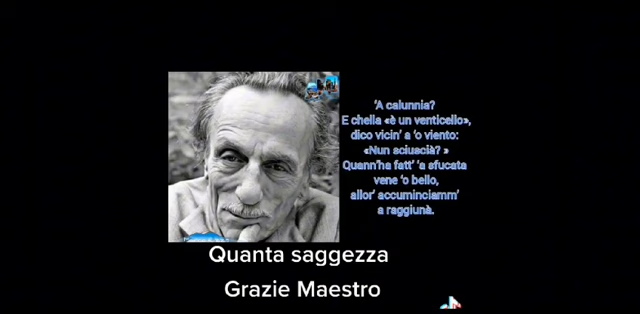 'A calunnia?
E chella «è un venticello»,
dico vicin' a 'o viento:
«Nun sciuscià? »
Quann'ha fatt' 'a sfucata
vene 'o bello,
allor' accuminciamm'
a raggiunà.
Quanta saggezza
Grazie Maestro